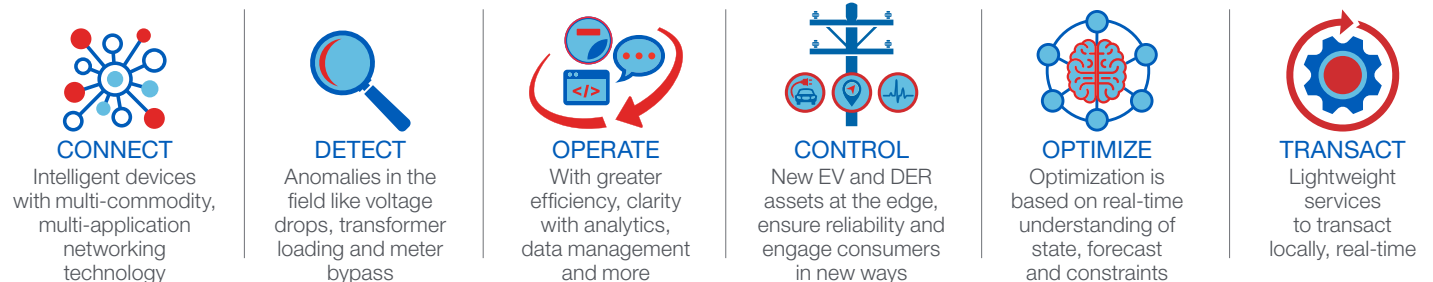 </>
CONNECT
Intelligent devices
with multi-commodity,
multi-application
networking
technology
DETECT
Anomalies in the
field like voltage
drops, transformer
loading and meter
bypass
OPERATE
With greater
efficiency, clarity
with analytics,
data management
and more
CONTROL
New EV and DER
assets at the edge,
ensure reliability and
engage consumers
in new ways
OPTIMIZE
Optimization is
based on real-time
understanding of
state, forecast
and constraints
TRANSACT
Lightweight
services
to transact
locally, real-time